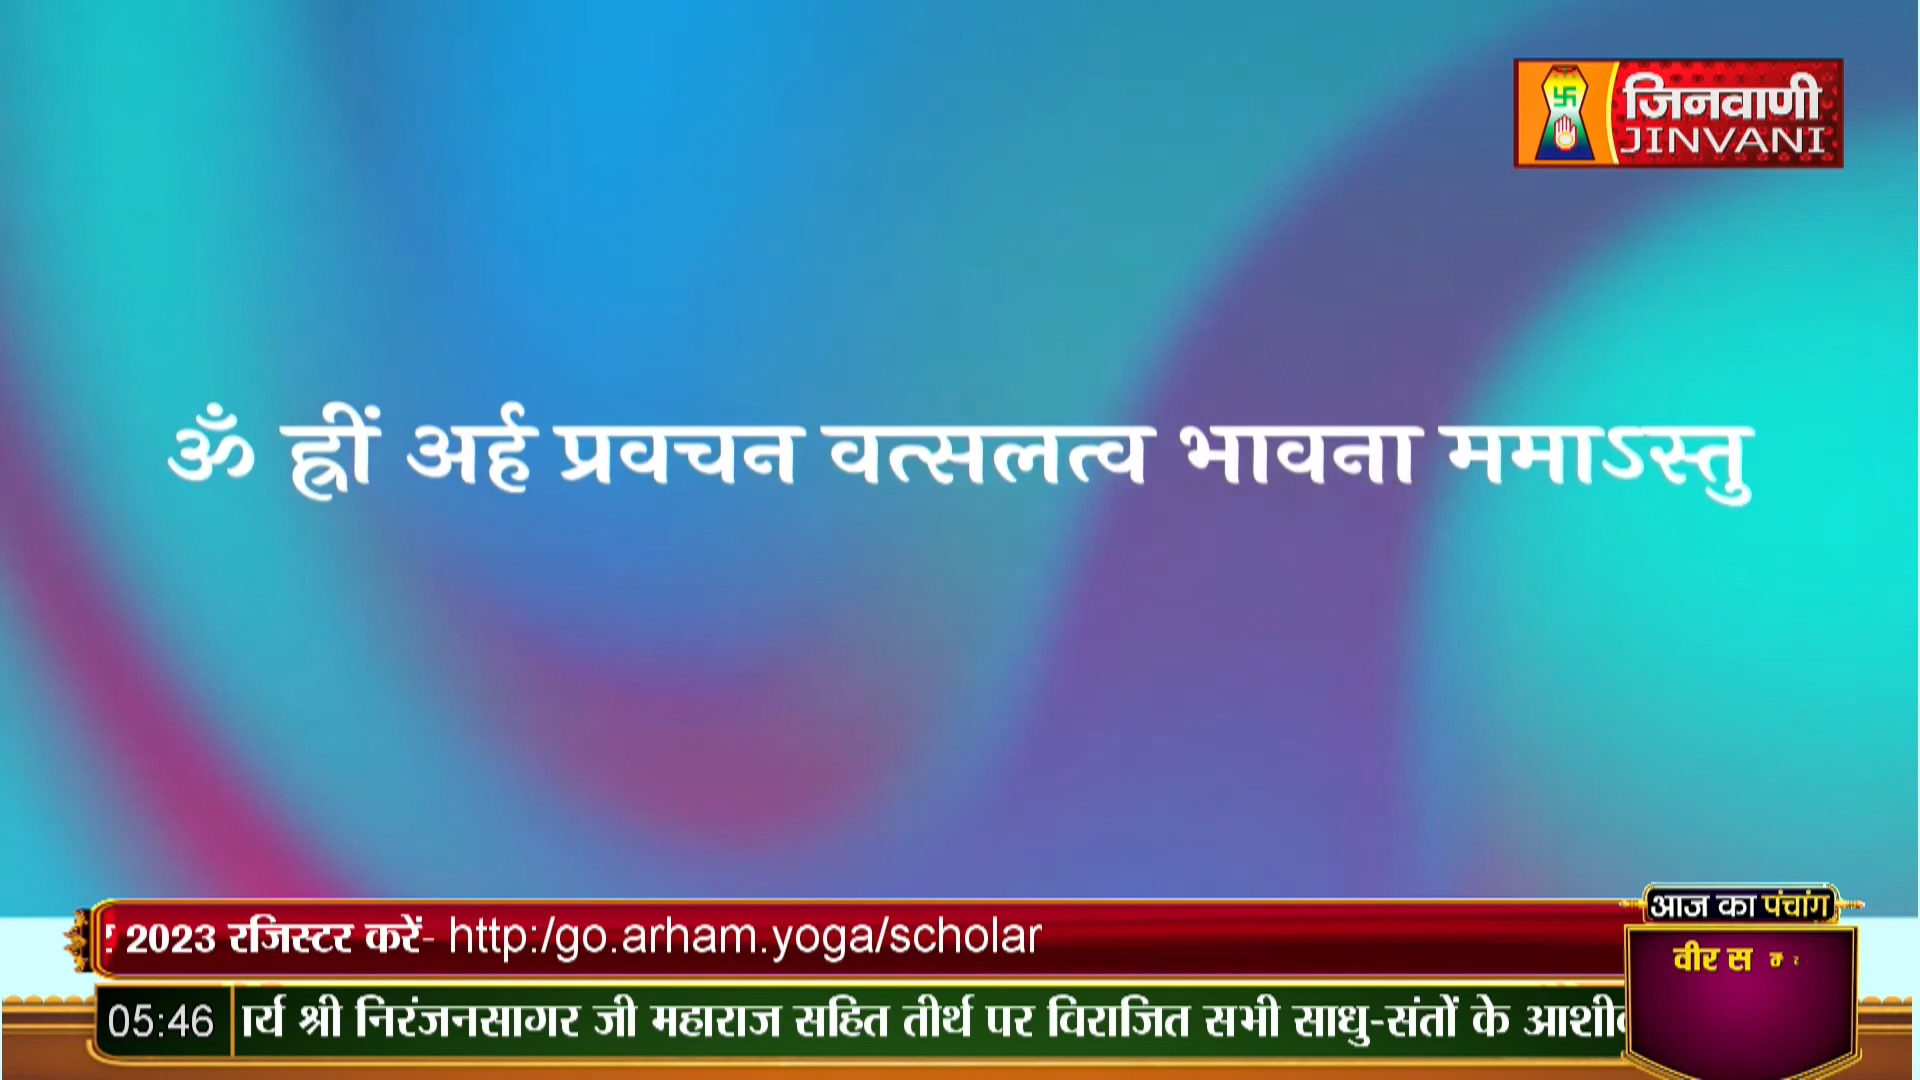 जिनवाणी
JINVANI
ॐ ह्रीं अर्हं प्रवचन वत्सलत्व भावना ममाऽस्तु
2023 रजिस्टर करें- http:/go.arham.yoga/scholar
आज का पंचांग
वीर स
05:46
र्य श्री निरंजनसागर जी महाराज सहित तीर्थ पर विराजित सभी साधु-संतों के